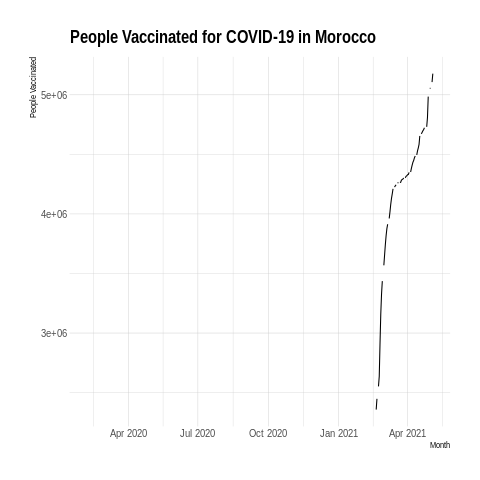 People Vaccinated for COVID-19 in Morocco
People Vaccinated
5e+06
4e+06
3e+06
Apr 2020 Jul 2020 Oct 2020 Jan 2021 Apr 2021
Month